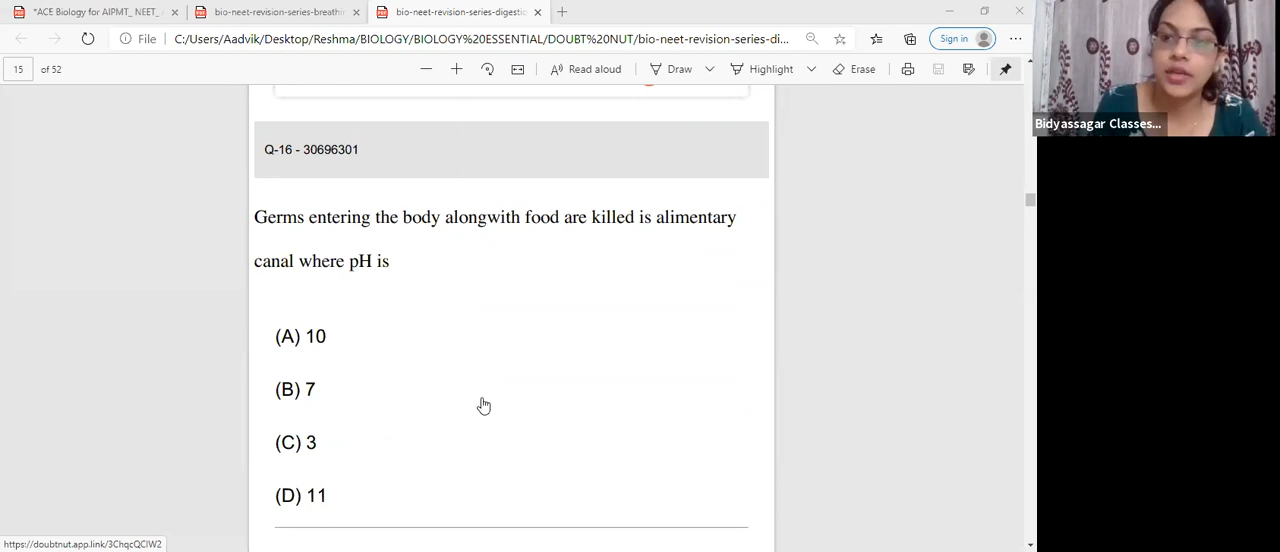 *ACE Biology for AIPMT_ NEET_
bio-neet-revision-series-breathin
bio-neet-revision-series-digestic
File
C:/Users/Aadvik/Desktop/Reshma/BIOLOGY/BIOLOGY%20ESSENTIAL/DOUBT%20NUT/bio-neet-revision-series-di...
Sign in
15 of 52
Read aloud
Draw
Highlight
Erase
Bidyassagar Classes...
Q-16 - 30696301
Germs entering the body alongwith food are killed is alimentary
canal where pH is
(A) 10
(B) 7
(C) 3
(D) 11
https://doubtnut.app.link/3ChqcQClW2